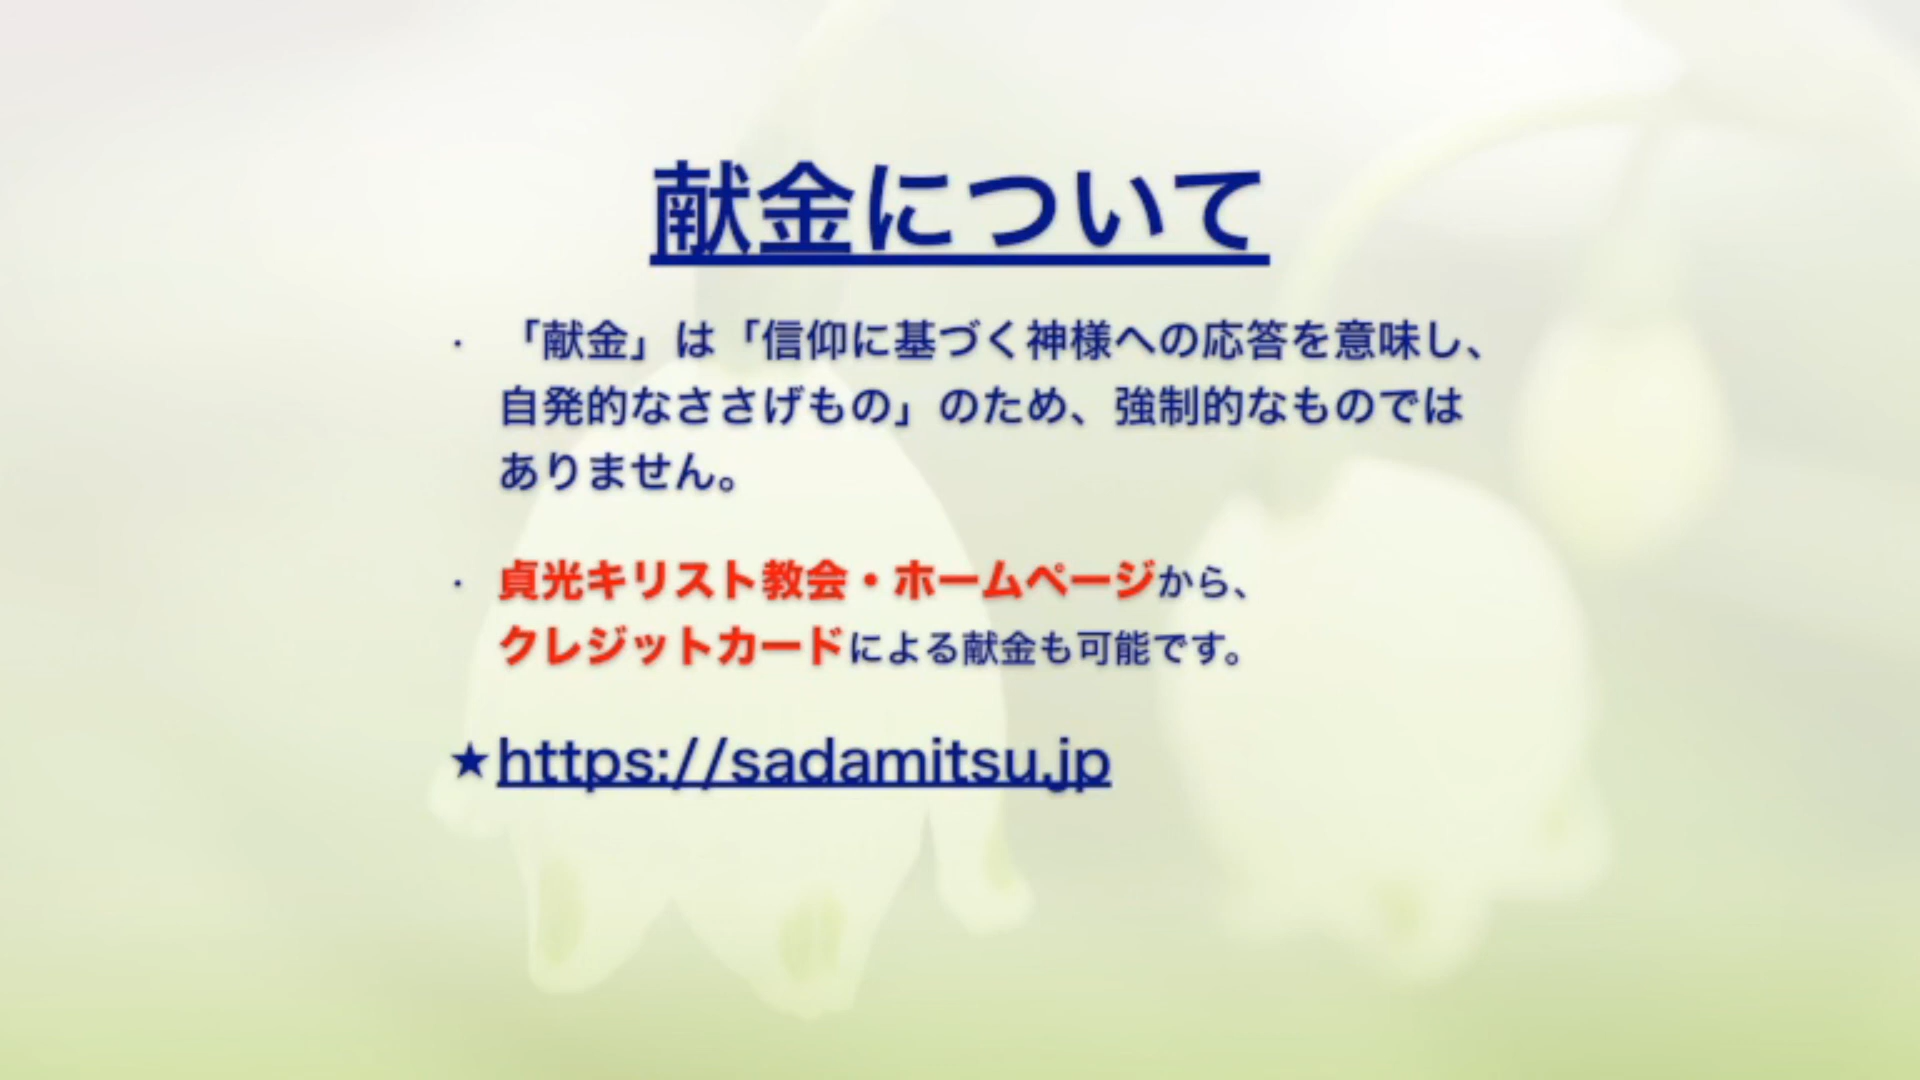 献金について
・「献金」は「信仰に基づく神様への応答を意味し、
自発的なささげもの」のため、強制的なものでは
ありません。
・貞光キリスト教会・ホームページから、
クレジットカードによる献金も可能です。
★https://sadamitsu.jp